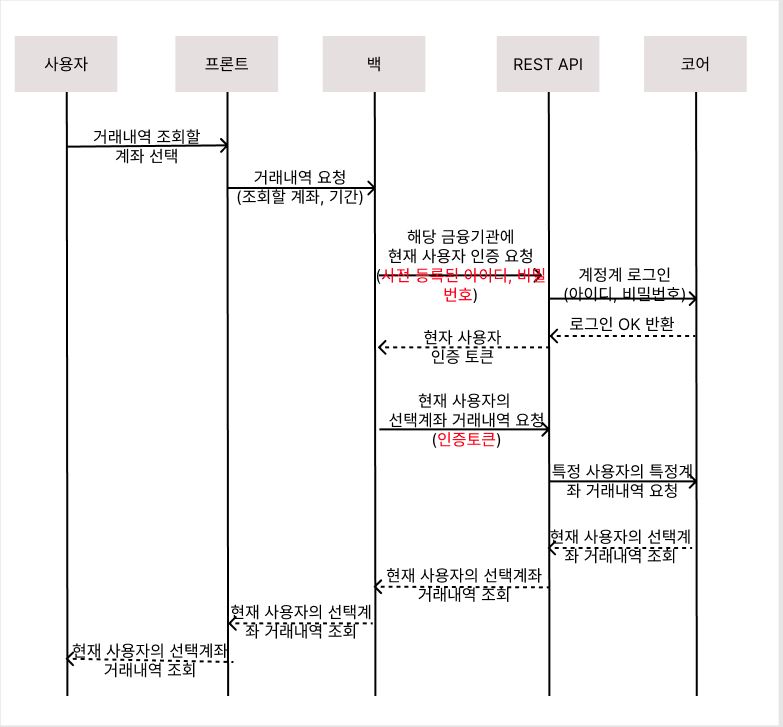 사용자
프론트
백
REST API
코어
거래내역 조회할
계좌 선택
거래내역 요청
(조회할 계좌, 기간)
해당 금융기관에
현재 사용자 인증 요청
(사전 등록된 아이디, 비밀
번호)
계정계 로그인
(아이디, 비밀번호)
로그인 OK 반환
현자 사용자
인증 토큰
현재 사용자의
선택계좌 거래내역 요청
(인증토큰)
특정 사용자의 특정계
좌 거래내역 요청
현재 사용자의 선택계
좌 거래내역 조회
현재 사용자의 선택계좌
거래내역 조회
현재 사용자의 선택계
좌 거래내역 조회
현재 사용자의 선택계좌
거래내역 조회